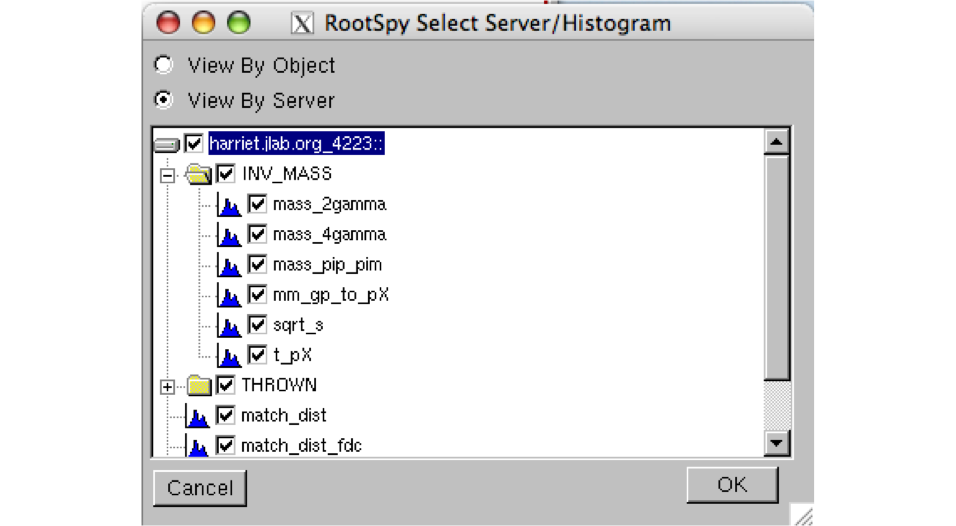 RootSpy Select Server/Histogram
View By Object
View By Server
harriet.jlab.org_4223::
INV_MASS
mass_2gamma
mass_4gamma
mass_pip_pim
mm_gp_to_pX
sqrt_s
t_pX
THROWN
match_dist
match_dist_fdc
Cancel OK